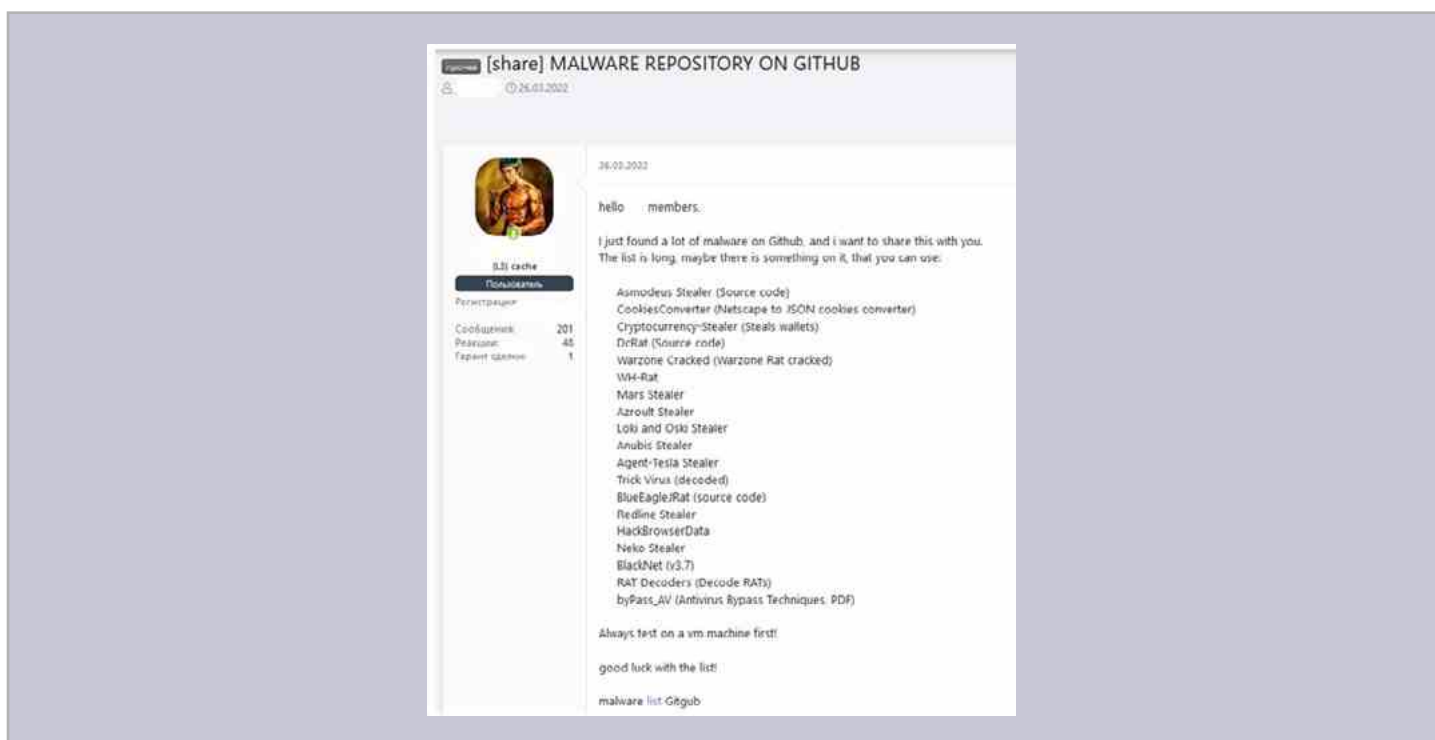 [share] MALWARE REPOSITORY ON GITHUB
26.03.2022
26.03.2022
hello members,
I just found a lot of malware on Github, and i want to share this with you.
The list is long, maybe there is something on it, that you can use:
Asmodeus Stealer (Source code)
CookiesConverter (Netscape to JSON cookies converter)
Cryptocurrency-Stealer (Steals wallets)
DcRat (Source code)
Warzone Cracked (Warzone Rat cracked)
WH-Rat
Mars Stealer
Azroult Stealer
Loki and Oski Stealer
Anubis Stealer
Agent-Tesla Stealer
Trick Virus (decoded)
BlueEagleJRat (source code)
Redline Stealer
HackBrowserData
Neko Stealer
BlackNet (v3.7)
RAT Decoders (Decode RATs)
byPass_AV (Antivirus Bypass Techniques. PDF)
Always test on a vm machine first!
good luck with the list!
malware list Gitgub
(L3) cache
Пользователь
Регистрация
Сообщения 201
Реакции 48
Гарант сделки 1